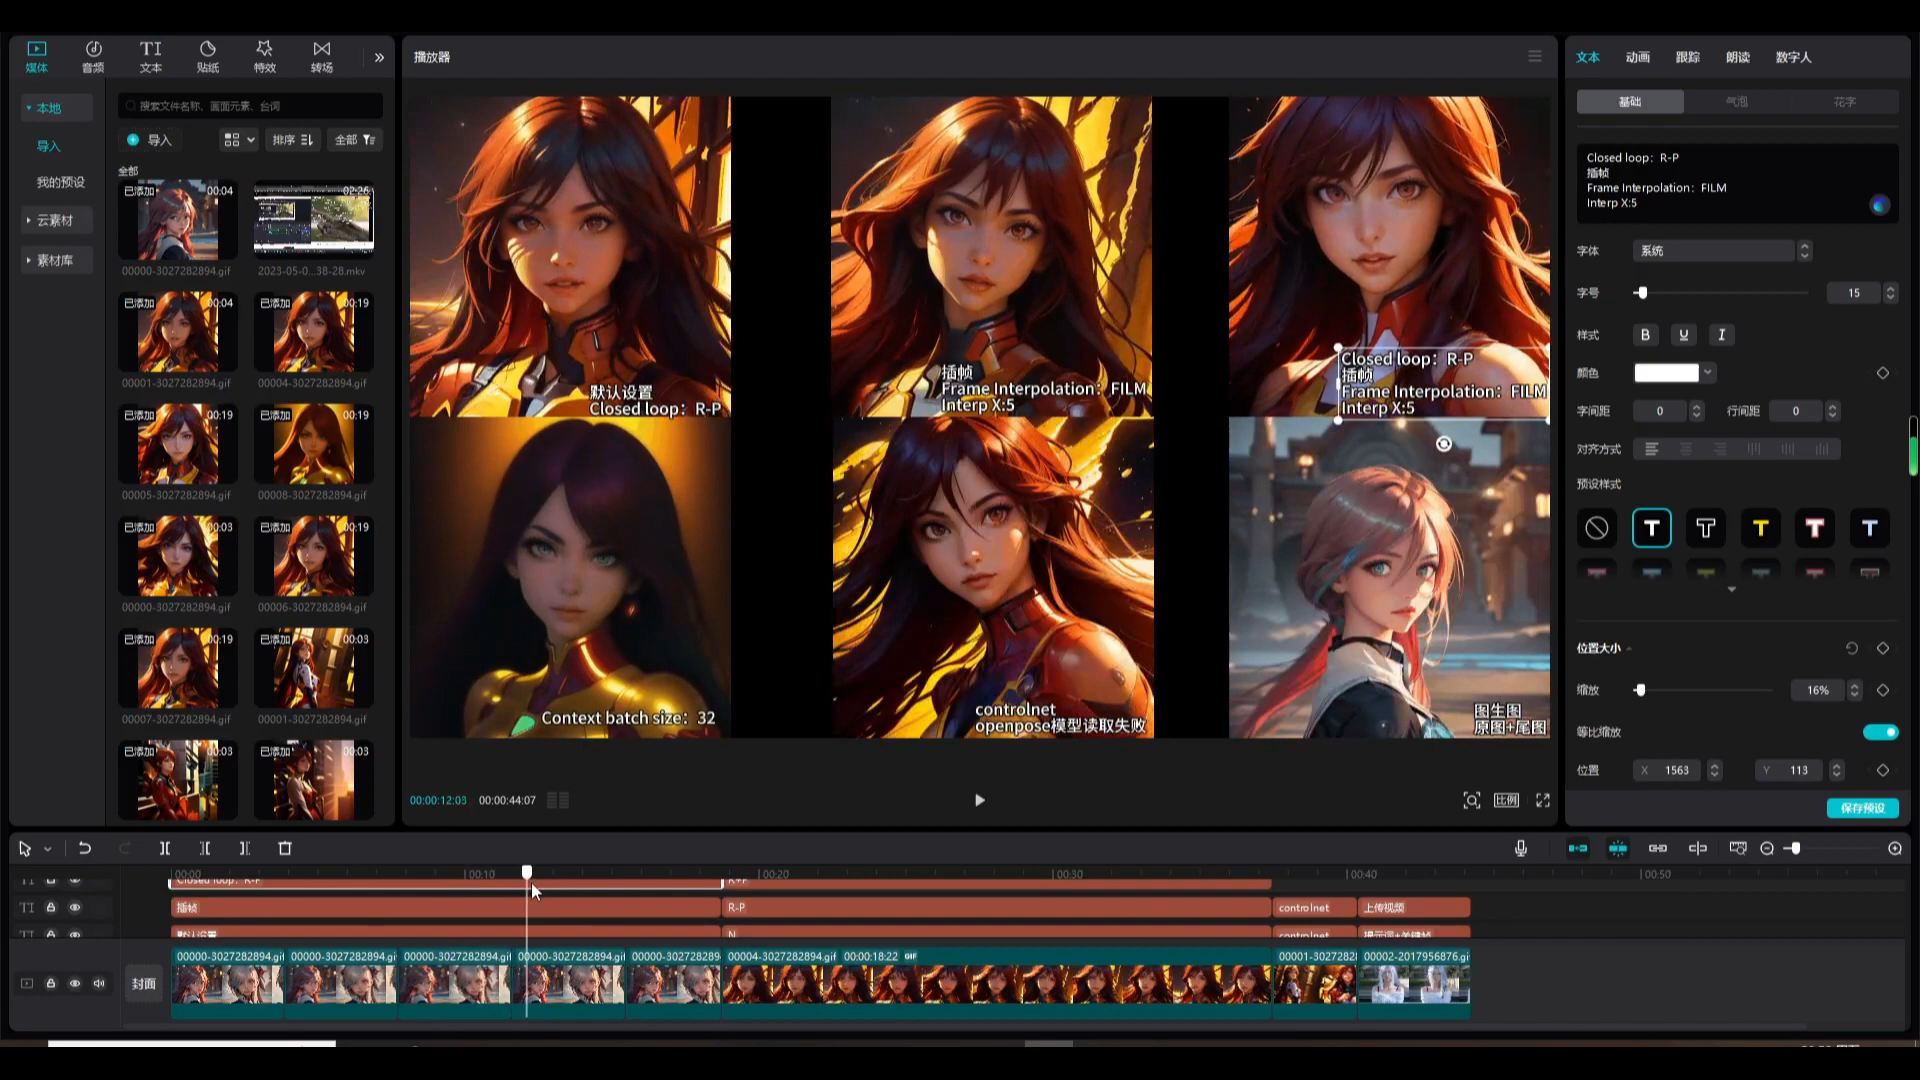 媒体
音频
TI
文本
贴纸
特效
转场
播放器
文本
动画
跟踪
朗读
数字人
本地
导入
我的预设
云素材
素材库
搜索文件名称、画面元素、台词
导入
排序
全部
全部
已添加 00:04
00000-3027282894.gif
02:26
2023-05-0...38-28.mkv
已添加 00:04
00001-3027282894.gif
已添加 00:19
00004-3027282894.gif
已添加 00:19
00005-3027282894.gif
已添加 00:19
00008-3027282894.gif
已添加 00:03
00000-3027282894.gif
已添加 00:19
00006-3027282894.gif
已添加 00:19
00007-3027282894.gif
已添加 00:03
00001-3027282894.gif
已添加 00:03
已添加 00:03
默认设置
Closed loop：R-P
插帧
Frame Interpolation：FILM
Interp X:5
Closed loop：R-P
插帧
Frame Interpolation：FILM
Interp X:5
Context batch size：32
controlnet
openpose模型读取失败
图生图
原图+尾图
00:00:12:03
00:00:44:07
比例
基础
气泡
花字
Closed loop：R-P
插帧
Frame Interpolation：FILM
Interp X:5
字体
系统
字号
15
样式
B
U
I
颜色
字间距
0
行间距
0
对齐方式
预设样式
T
T
T
T
T
位置大小
缩放
16%
等比缩放
位置
X 1563
Y 113
保存预设
00:00
00:10
00:20
00:30
00:40
00:50
Closed loop：R-P
R+P
TI
插帧
R-P
controlnet
上传视频
默认设置
N
controlnet
提示词+关键帧
封面
00000-3027282894.gif
00000-3027282894.gif
00000-3027282894.gif
00000-3027282894.gif
00000-302728289
00004-3027282894.gif
00:00:18:22
GIF
00001-3027282
00002-2017956876.gi